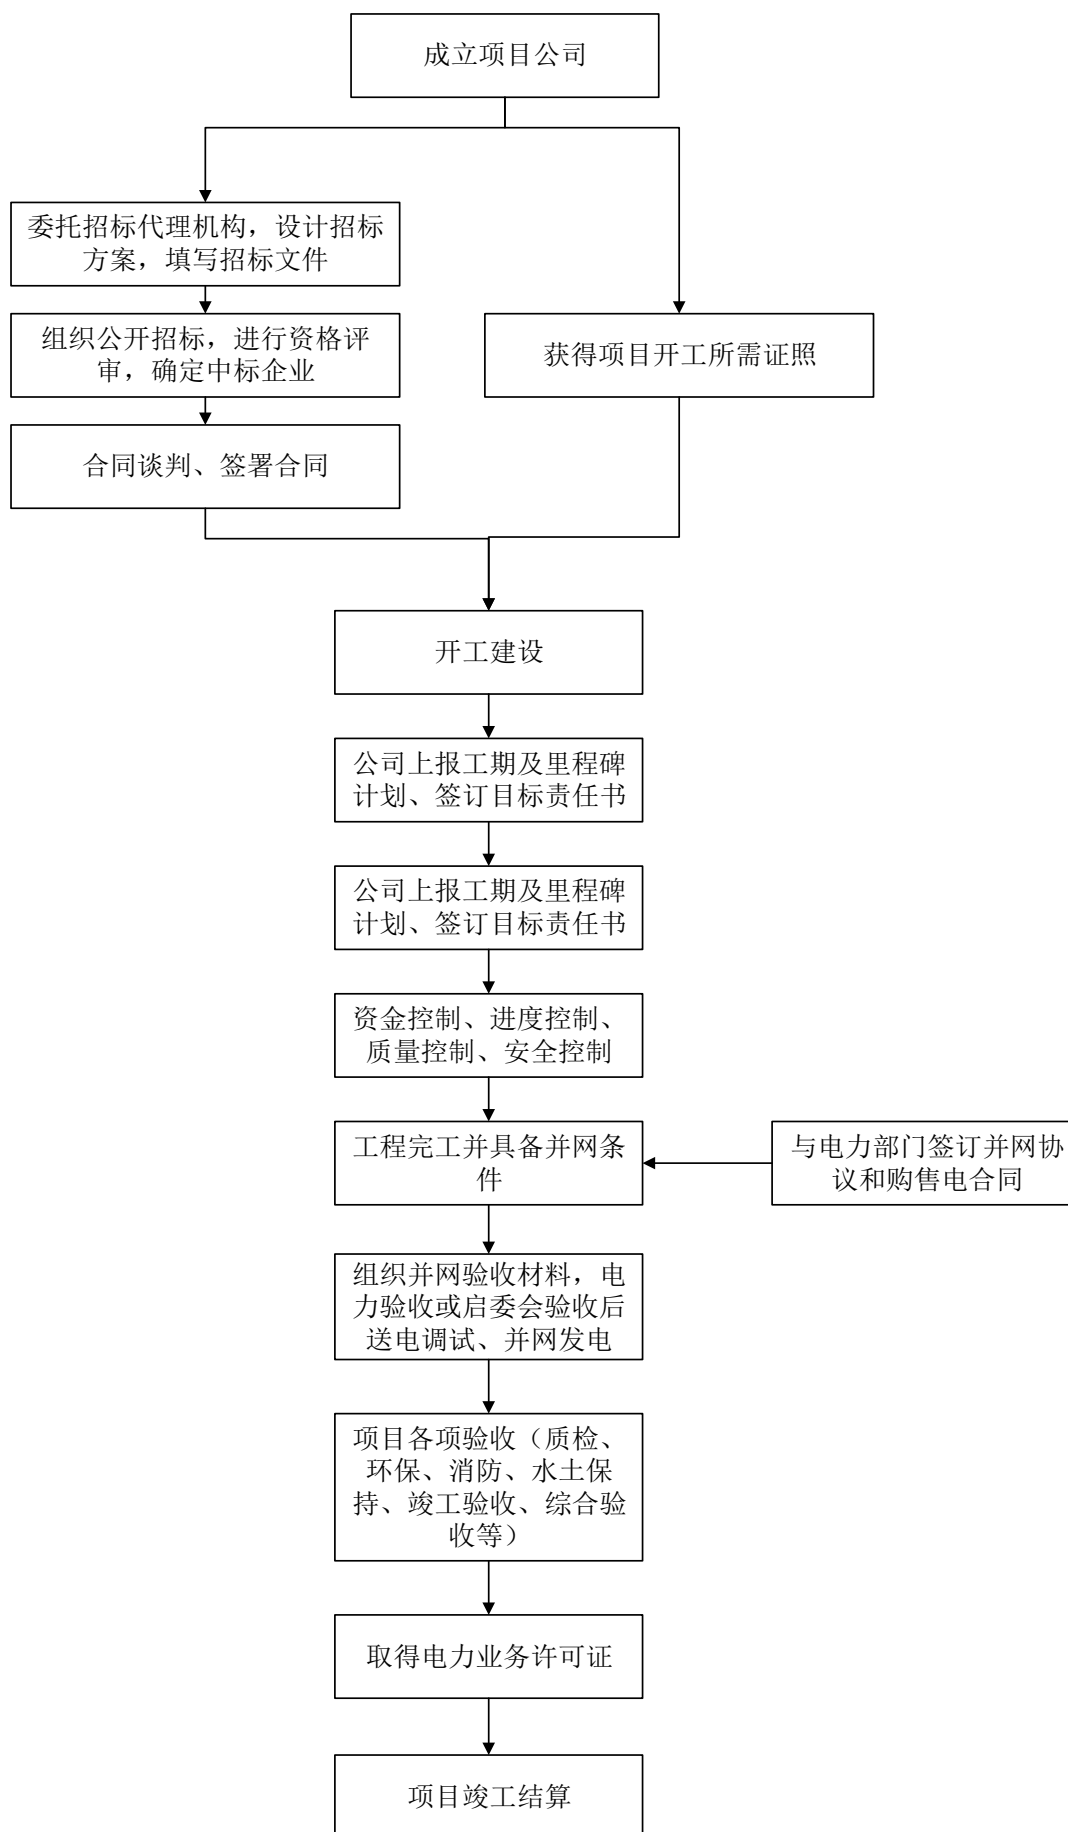 成立项目公司
委托招标代理机构，设计招标
方案，填写招标文件
组织公开招标，进行资格评
审，确定中标企业
获得项目开工所需证照
合同谈判、签署合同
开工建设
公司上报工期及里程碑
计划、签订目标责任书
公司上报工期及里程碑
计划、签订目标责任书
资金控制、进度控制、
质量控制、安全控制
工程完工并具备并网条
件
与电力部门签订并网协
议和购售电合同
组织并网验收材料，电
力验收或启委会验收后
送电调试、并网发电
项目各项验收（质检、
环保、消防、水土保
持、竣工验收、综合验
收等）
取得电力业务许可证
项目竣工结算